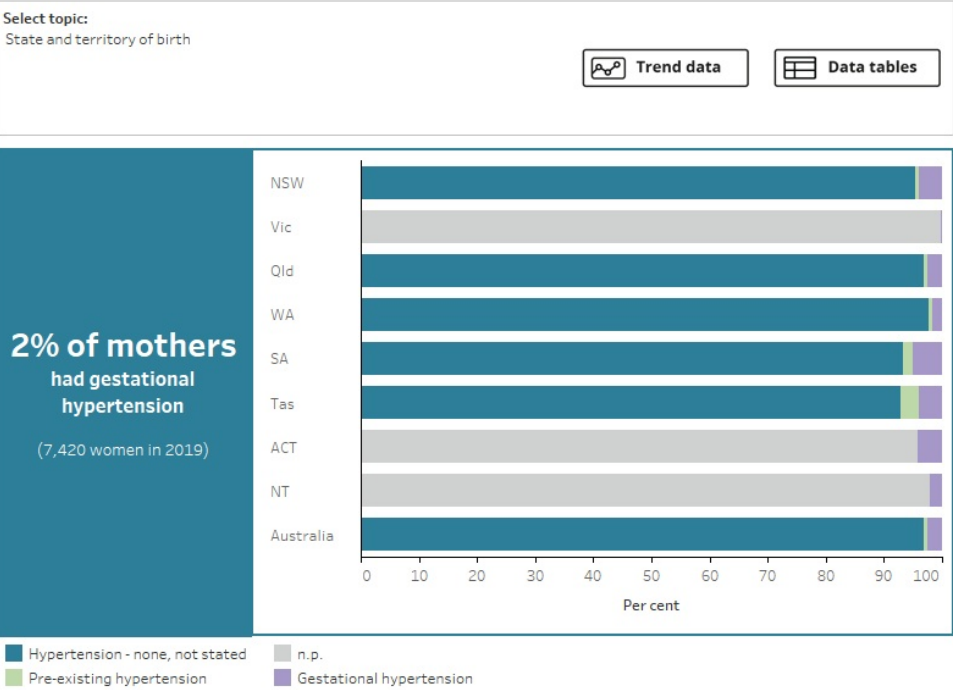 Select topic:
State and territory of birth
Trend data
Data tables
2% of mothers
had gestational
hypertension
(7,420 women in 2019)
NSW
Vic
Qld
WA
SA
Tas
ACT
NT
Australia
0 10 20 30 40 50 60 70 80 90 100
Per cent
Hypertension - none, not stated
n.p.
Pre-existing hypertension
Gestational hypertension